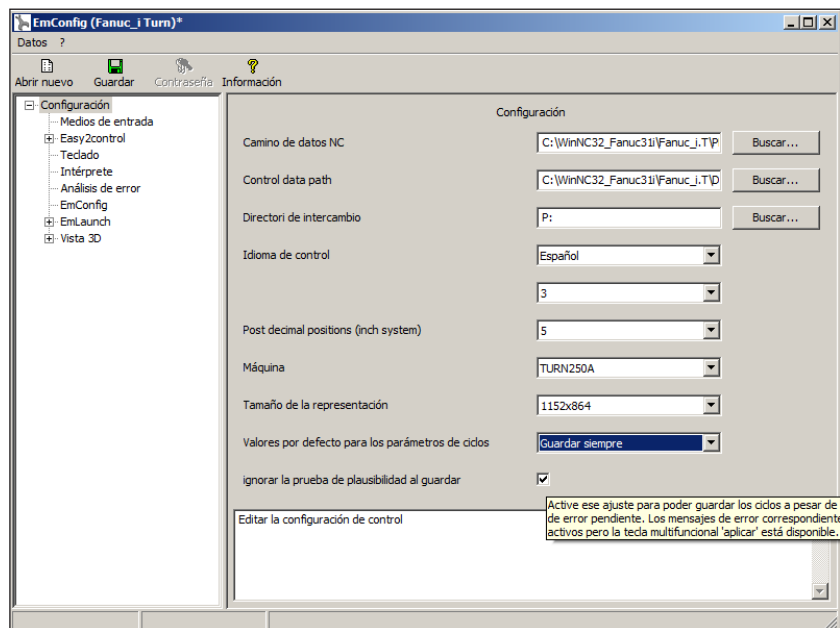 EmConfig (Fanuc_i Turn)*
Datos ?
Abrir nuevo Guardar Contraseña Información
Configuración
Medios de entrada
Easy2control
Teclado
Intérprete
Análisis de error
EmConfig
EmLaunch
Vista 3D
Configuración
Camino de datos NC C:\WinNC32_Fanuc31i\Fanuc_i.T\P Buscar...
Control data path C:\WinNC32_Fanuc31i\Fanuc_i.T\D Buscar...
Directori de intercambio P: Buscar...
Idioma de control Español
3
Post decimal positions (inch system) 5
Máquina TURN250A
Tamaño de la representación 1152x864
Valores por defecto para los parámetros de ciclos Guardar siempre
ignorar la prueba de plausibilidad al guardar
Active ese ajuste para poder guardar los ciclos a pesar de
de error pendiente. Los mensajes de error correspondiente
activos pero la tecla multifuncional 'aplicar' está disponible.
Editar la configuración de control